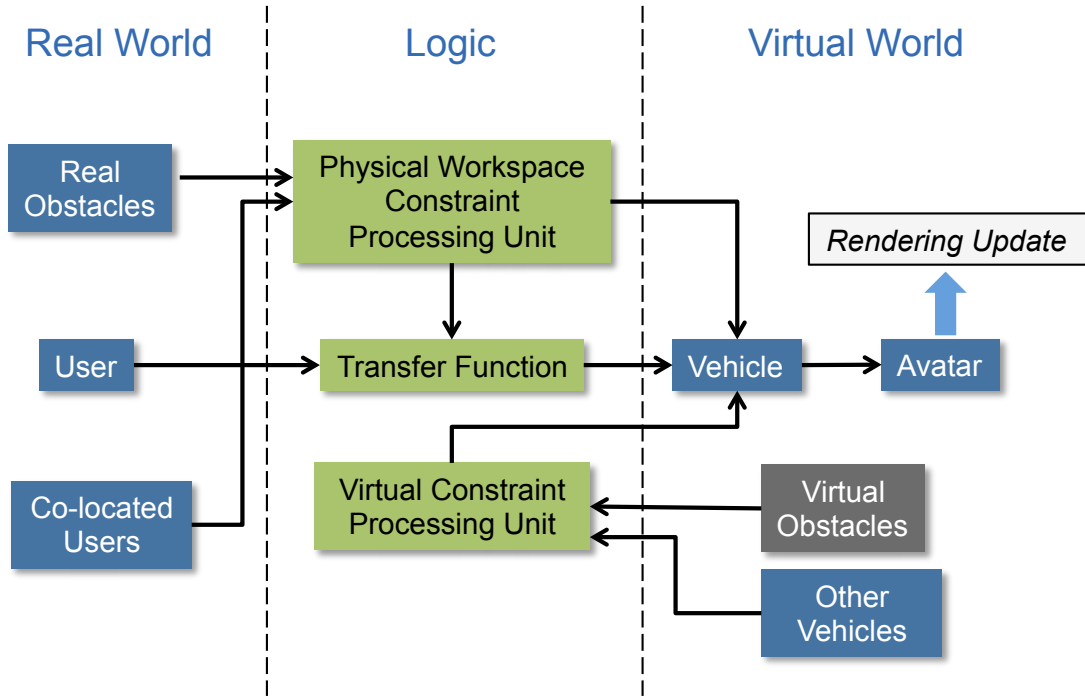 Real World
Logic
Virtual World
Real
Obstacles
Physical Workspace
Constraint
Processing Unit
Rendering Update
User
Transfer Function
Vehicle
Avatar
Co-located
Users
Virtual Constraint
Processing Unit
Virtual
Obstacles
Other
Vehicles